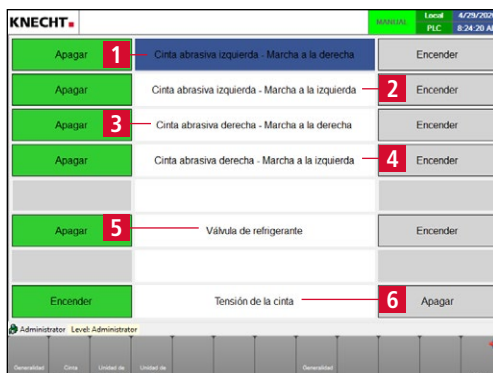 KNECHT
MANUAL
Local
PLC
4/29/202
8:24:20 A
Apagar 1 Cinta abrasiva izquierda - Marcha a la derecha Encender
Apagar Cinta abrasiva izquierda - Marcha a la izquierda 2 Encender
Apagar 3 Cinta abrasiva derecha - Marcha a la derecha Encender
Apagar Cinta abrasiva derecha - Marcha a la izquierda 4 Encender
Apagar 5 Válvula de refrigerante Encender
Encender Tensión de la cinta 6 Apagar
Administrator Level: Administrator
Generalidad Cinta Unidad de Unidad de Generalidad